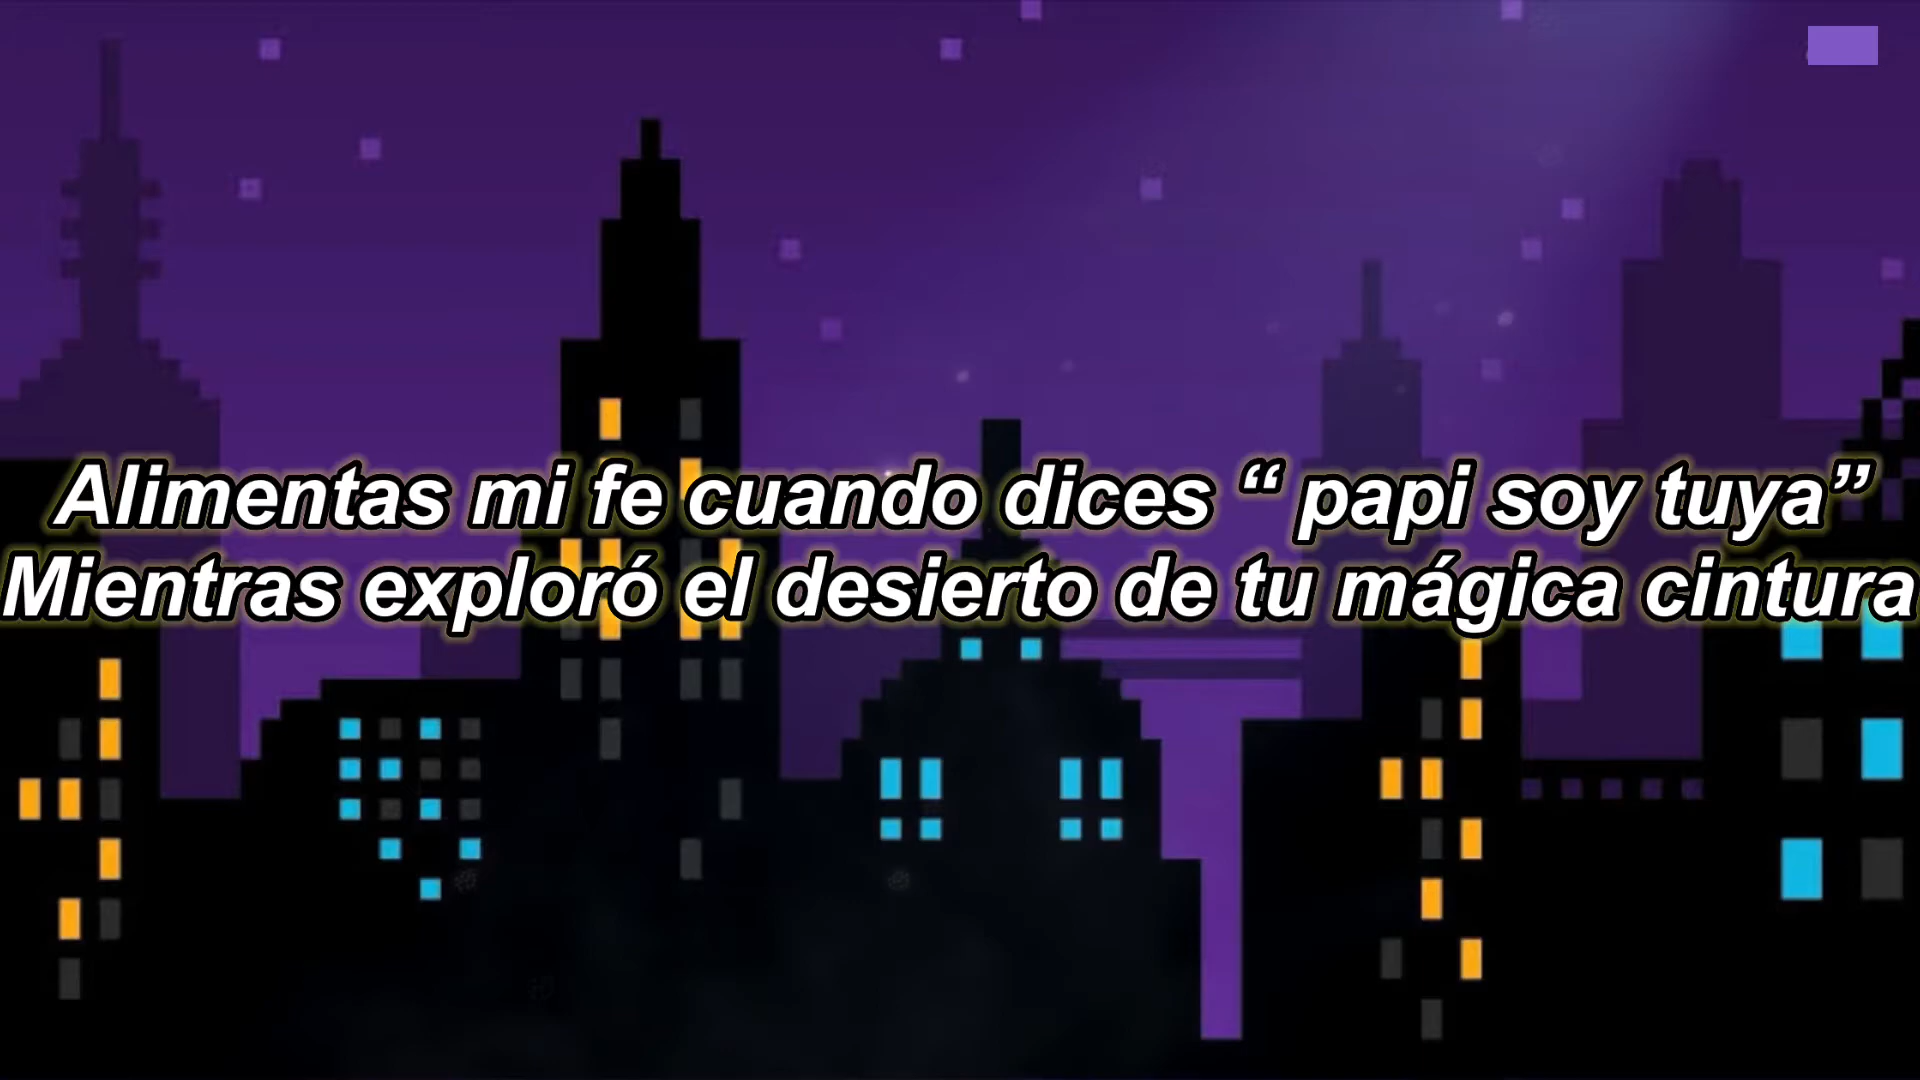 Alimentas mi fe cuando dices “ papi soy tuya”
Mientras exploró el desierto de tu mágica cintura